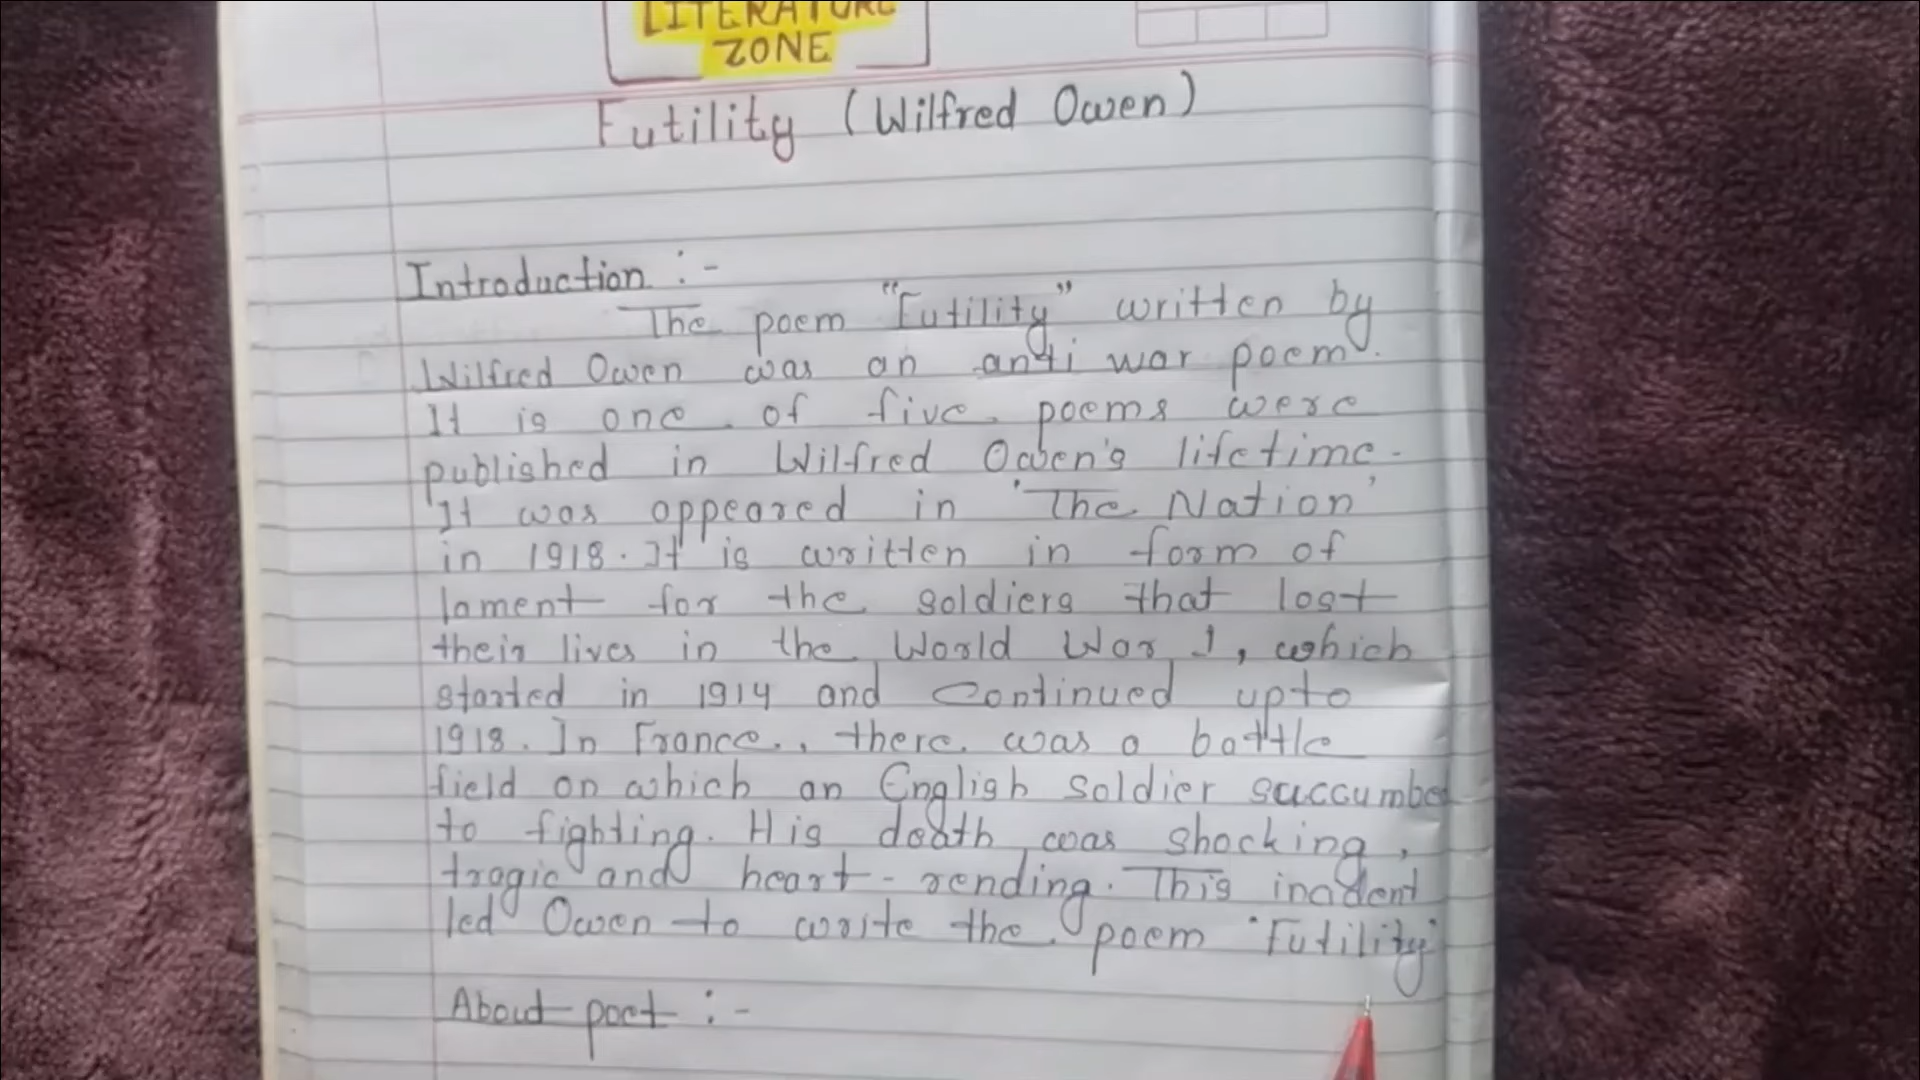 LITERATURE
ZONE
Futility (Wilfred Owen)
Introduction :-
The poem "Futility" written by
Wilfred Owen was an anti war poem.
It is one of five poems were
published in Wilfred Owen's lifetime.
It was appeared in 'The Nation'
in 1918. It is written in form of
lament for the soldiers that lost
their lives in the World War I, which
started in 1914 and continued upto
1918. In France, there was a battle
field on which an English soldier succumbed
to fighting. His death was shocking,
tragic and heart-rending. This incident
led Owen to write the poem 'Futility'
About poet :-